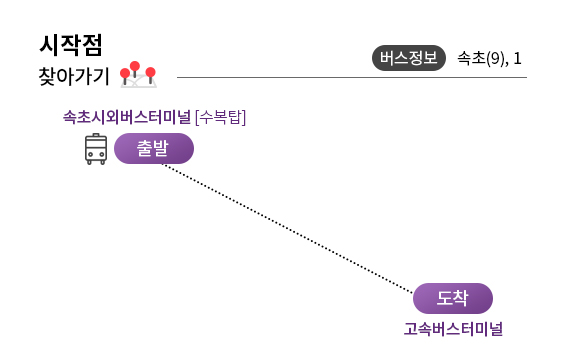 시작점
찾아가기
버스정보 속초(9), 1
속초시외버스터미널 [수복탑]
출발
도착
고속버스터미널